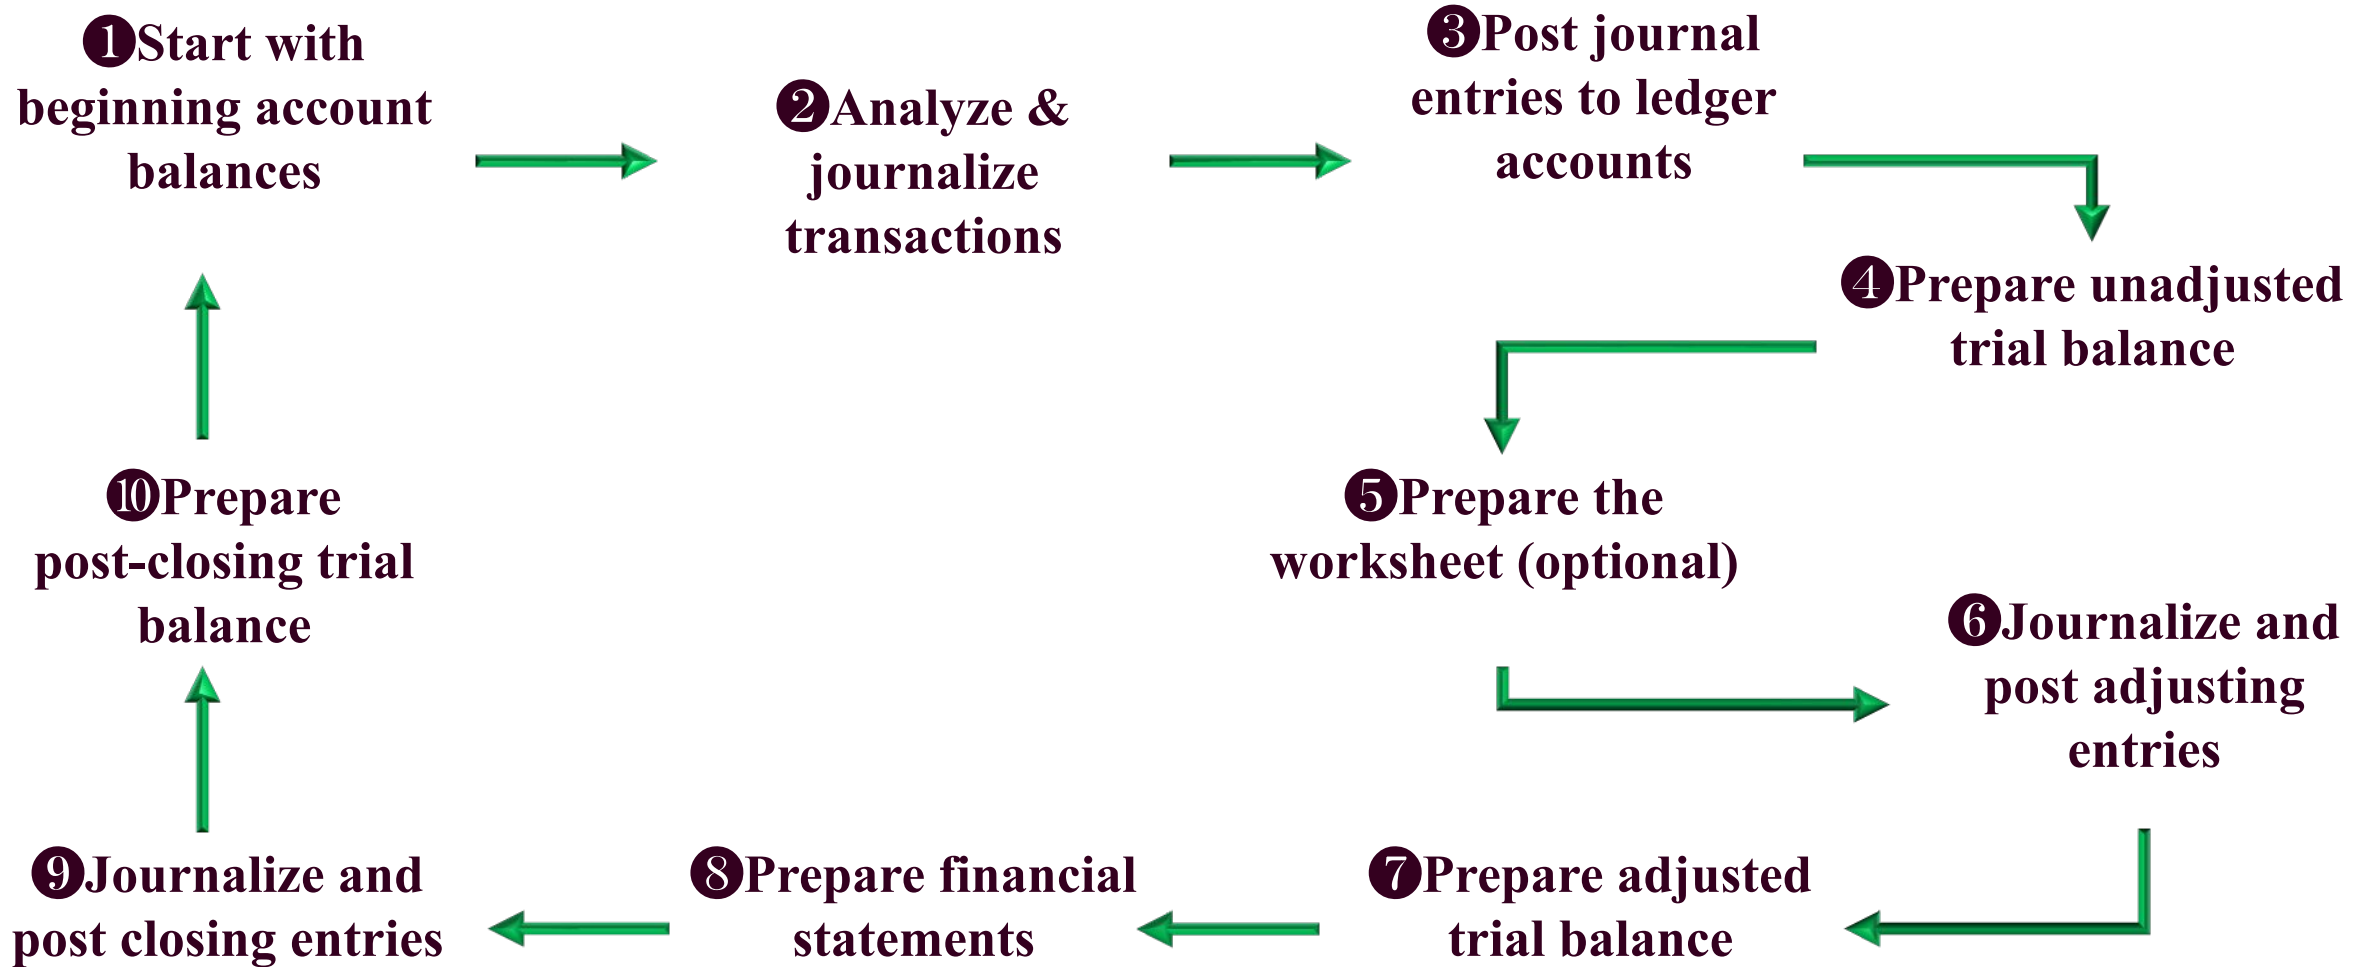 ❶Start with
beginning account
balances
❷Analyze &
journalize
transactions
❸Post journal
entries to ledger
accounts
❹Prepare unadjusted
trial balance
❺Prepare the
worksheet (optional)
❻Journalize and
post adjusting
entries
❼Prepare adjusted
trial balance
❽Prepare financial
statements
❾Journalize and
post closing entries
❿Prepare
post-closing trial
balance